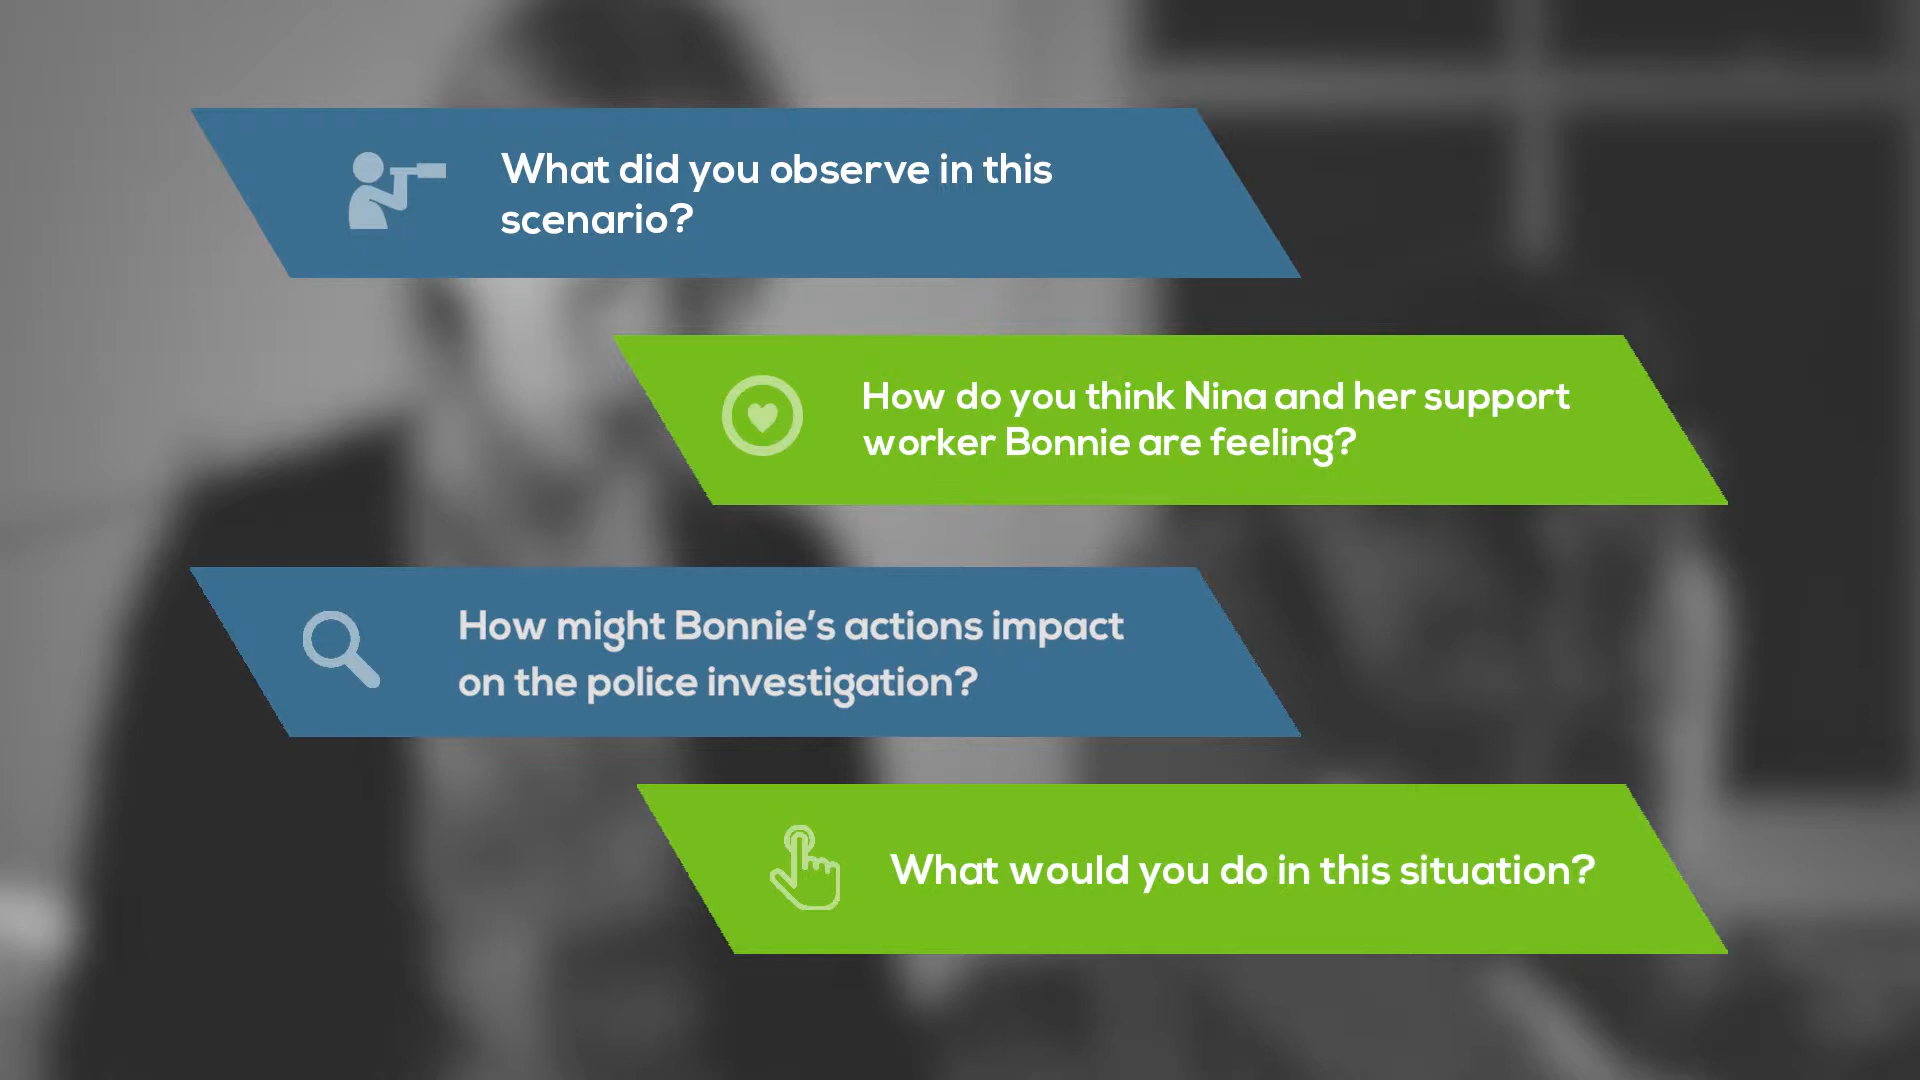 What did you observe in this
scenario?
How do you think Nina and her support
worker Bonnie are feeling?
How might Bonnie’s actions impact
on the police investigation?
What would you do in this situation?